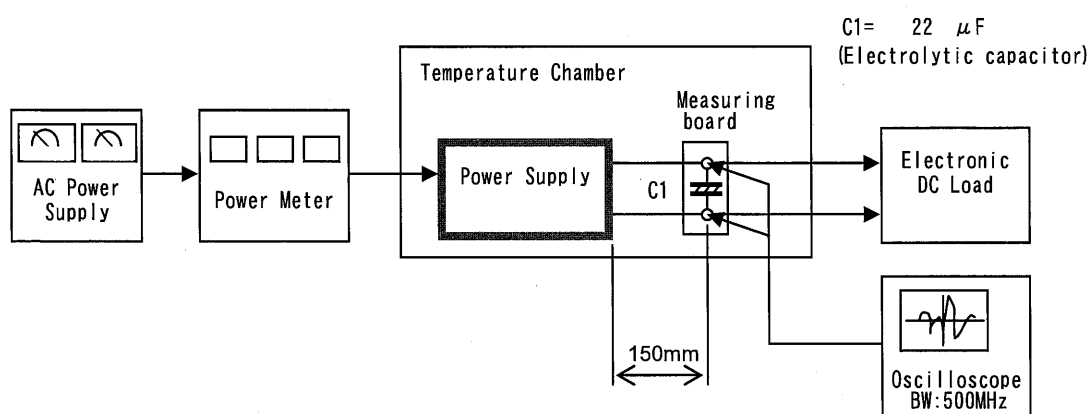 C1= 22 μF
(Electrolytic capacitor)
Temperature Chamber
Measuring
board
AC Power
Supply
Power Meter
Power Supply
C1
Electronic
DC Load
150mm
Oscilloscope
BW:500MHz